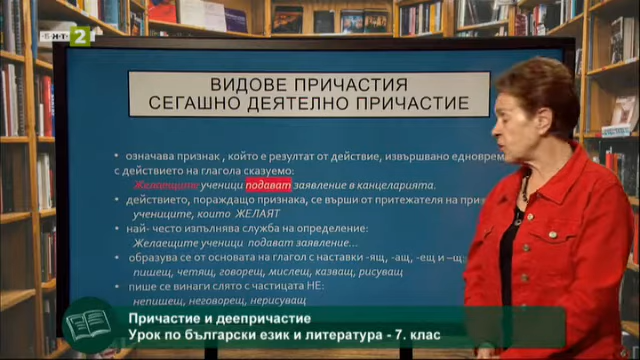 БНТ 2
ВИДОВЕ ПРИЧАСТИЯ
СЕГАШНО ДЕЯТЕЛНО ПРИЧАСТИЕ
• означава признак , който е резултат от действие, извършвано едноврем
с действието на глагола сказуемо:
Желаещите ученици подават заявление в канцеларията.
• действието, пораждащо признака, се върши от притежателя на при
учениците, които ЖЕЛАЯТ
• най- често изпълнява служба на определение:
Желаещите ученици подават заявление...
• образува се от основата на глагол с наставки -ящ, -ащ, -ещ и –щ:
пишещ, четящ, говорещ, мислещ, казващ, рисуващ
• пише се винаги слято с частицата НЕ:
непишещ, неговорещ, нерисуващ
Причастие и деепричастие
Урок по български език и литература - 7. клас